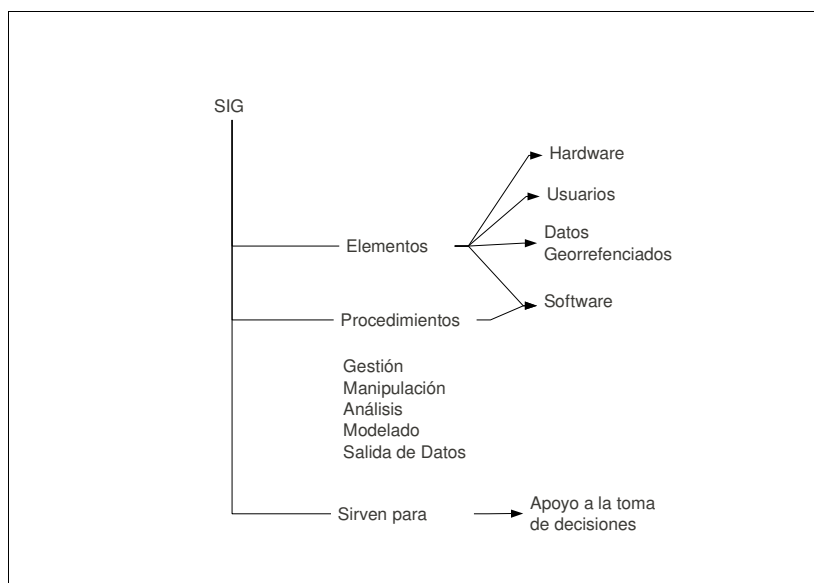 SIG
Hardware
Usuarios
Elementos
Datos
Georrefenciados
Software
Procedimientos
Gestión
Manipulación
Análisis
Modelado
Salida de Datos
Sirven para
Apoyo a la toma
de decisiones